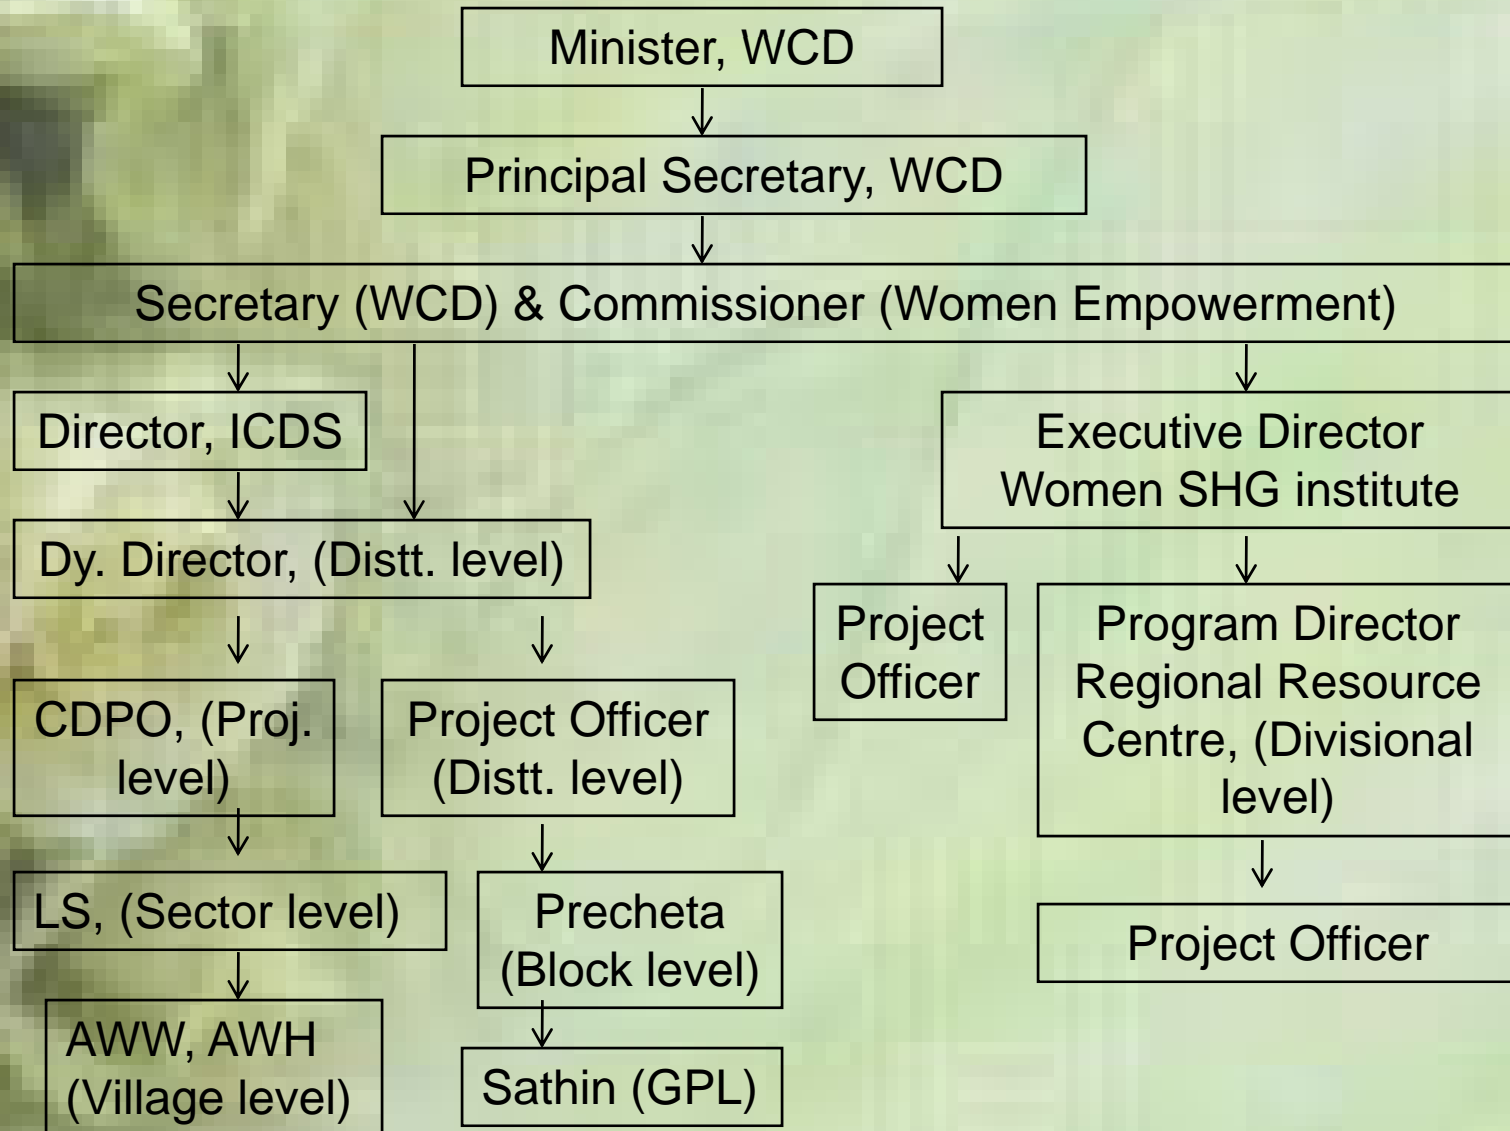 Minister, WCD
Principal Secretary, WCD
Secretary (WCD) & Commissioner (Women Empowerment)
Director, ICDS
Executive Director
Women SHG institute
Dy. Director, (Distt. level)
Project
Officer
Program Director
Regional Resource
Centre, (Divisional
level)
CDPO, (Proj.
level)
Project Officer
(Distt. level)
LS, (Sector level)
Precheta
(Block level)
Project Officer
AWW, AWH
(Village level)
Sathin (GPL)